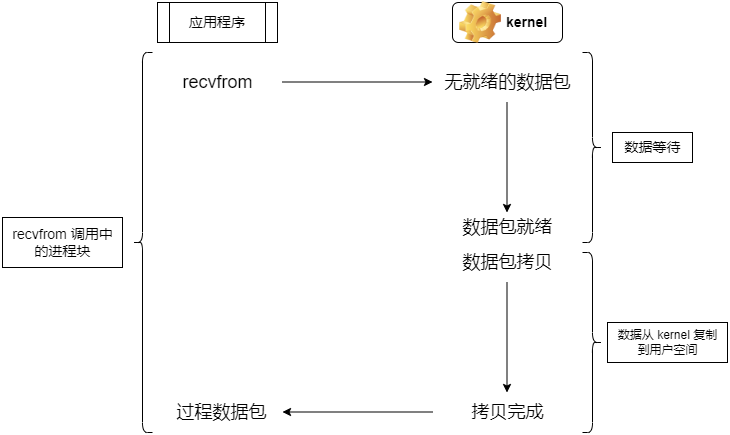 应用程序
kernel
recvfrom
无就绪的数据包
数据等待
recvfrom 调用中
的进程块
数据包就绪
数据包拷贝
数据从 kernel 复制
到用户空间
过程数据包
拷贝完成